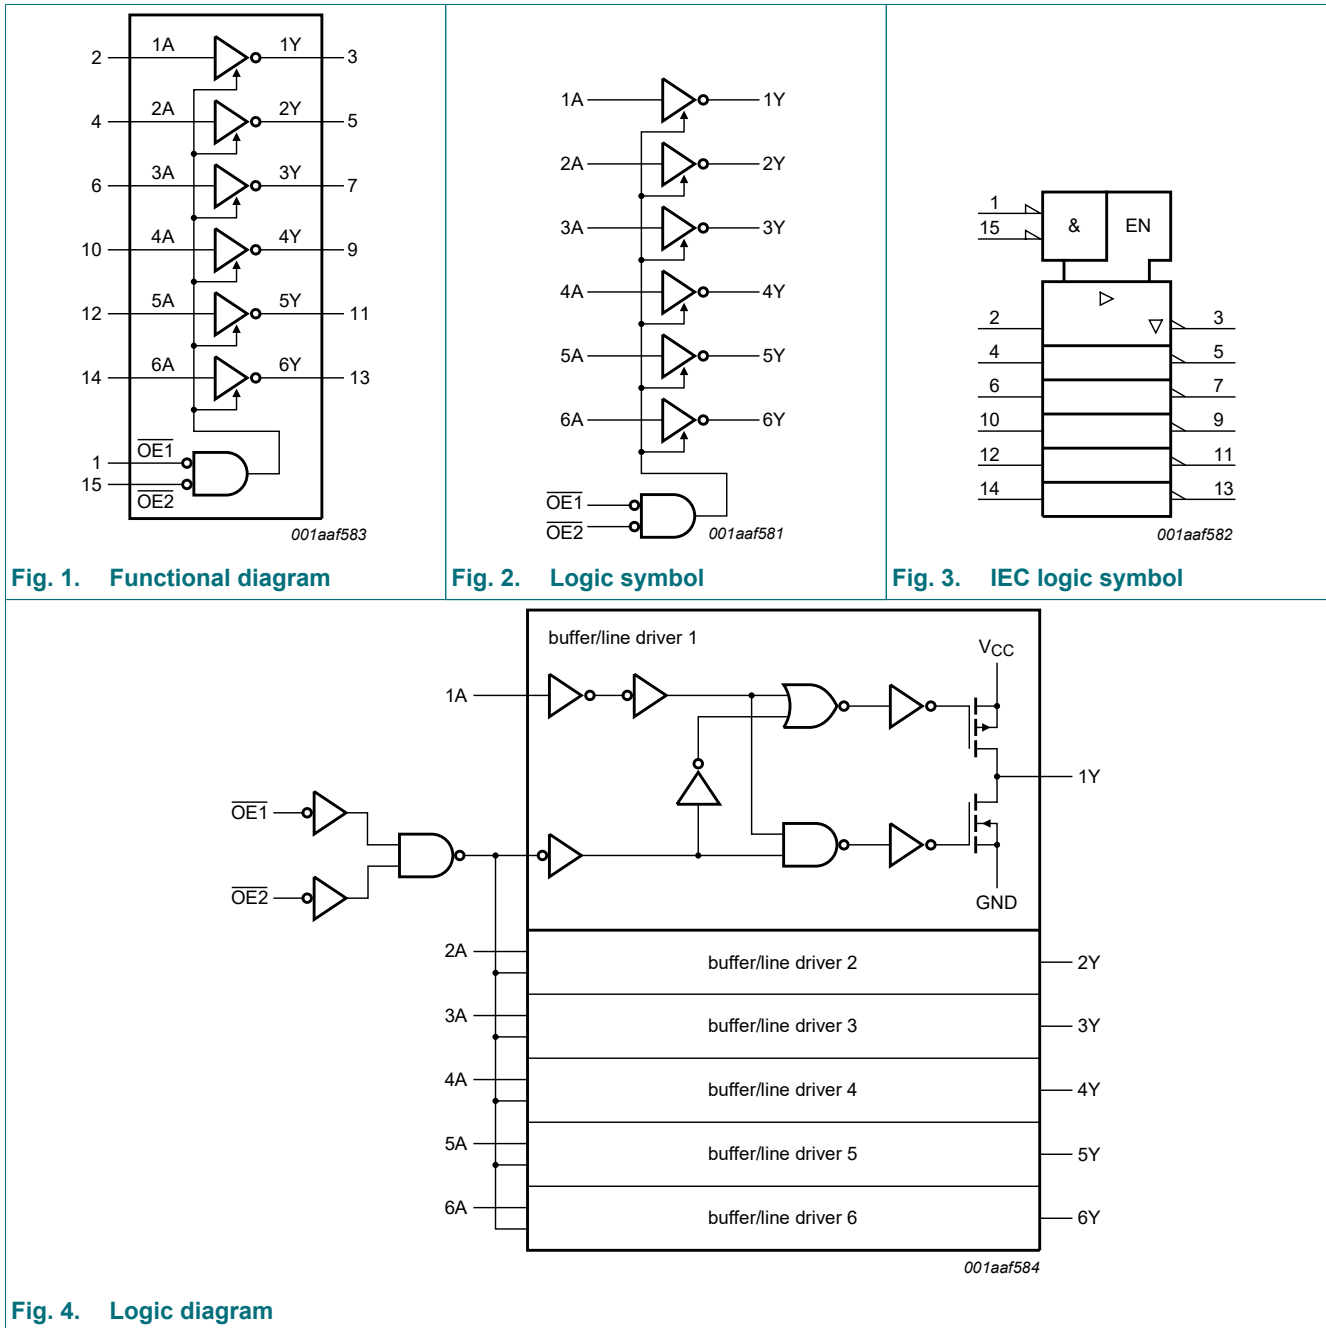 2 1A 1Y 3
4 2A 2Y 5
6 3A 3Y 7
10 4A 4Y 9
12 5A 5Y 11
14 6A 6Y 13
1 OE1
15 OE2
001aaf583
Fig. 1. Functional diagram
1A 1Y
2A 2Y
3A 3Y
4A 4Y
5A 5Y
6A 6Y
OE1
OE2
001aaf581
Fig. 2. Logic symbol
1
15
& EN
2 3
4 5
6 7
10 9
12 11
14 13
001aaf582
Fig. 3. IEC logic symbol
buffer/line driver 1
VCC
1A
1Y
OE1
OE2
GND
2A buffer/line driver 2 2Y
3A buffer/line driver 3 3Y
4A buffer/line driver 4 4Y
5A buffer/line driver 5 5Y
6A buffer/line driver 6 6Y
001aaf584
Fig. 4. Logic diagram